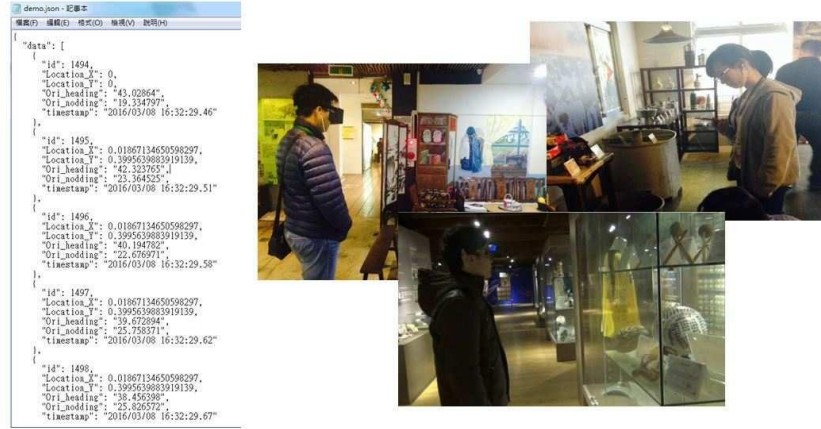 demo.json - 記事本
檔案(F) 編輯(E) 格式(O) 檢視(V) 說明(H)
{
"data": [
{
"id": 1494,
"Location_X": 0,
"Location_Y": 0,
"Ori_heading": "43.02864",
"Ori_nodding": "19.334797",
"timestamp": "2016/03/08 16:32:29.46"
},
{
"id": 1495,
"Location_X": 0.01867134650598297,
"Location_Y": 0.3995639883919139,
"Ori_heading": "42.323765",
"Ori_nodding": "23.364525",
"timestamp": "2016/03/08 16:32:29.51"
},
{
"id": 1496,
"Location_X": 0.01867134650598297,
"Location_Y": 0.3995639883919139,
"Ori_heading": "40.194782",
"Ori_nodding": "22.676971",
"timestamp": "2016/03/08 16:32:29.58"
},
{
"id": 1497,
"Location_X": 0.01867134650598297,
"Location_Y": 0.3995639883919139,
"Ori_heading": "39.672894",
"Ori_nodding": "25.758371",
"timestamp": "2016/03/08 16:32:29.62"
},
{
"id": 1498,
"Location_X": 0.01867134650598297,
"Location_Y": 0.3995639883919139,
"Ori_heading": "38.456398",
"Ori_nodding": "25.826572",
"timestamp": "2016/03/08 16:32:29.67"